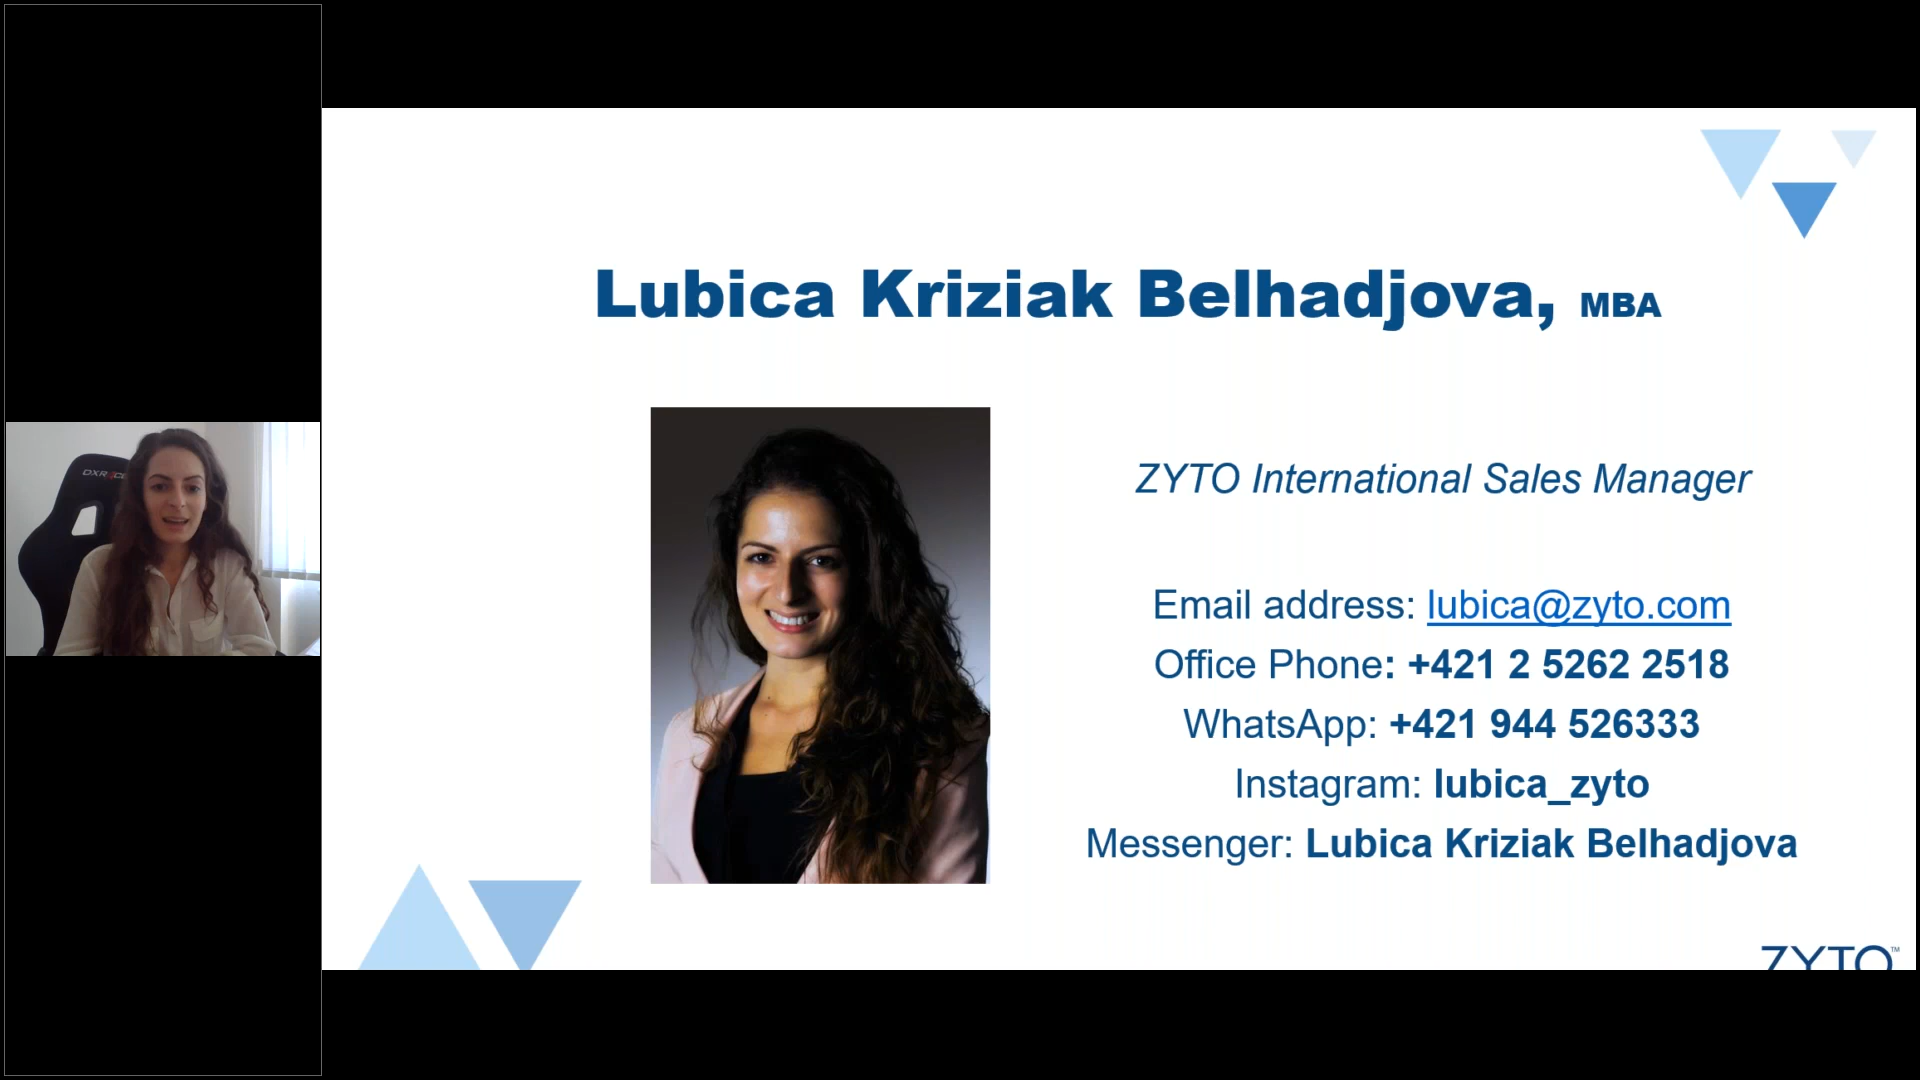 Lubica Kriziak Belhadjova, MBA
ZYTO International Sales Manager
Email address: lubica@zyto.com
Office Phone: +421 2 5262 2518
WhatsApp: +421 944 526333
Instagram: lubica_zyto
Messenger: Lubica Kriziak Belhadjova
ZYTO™